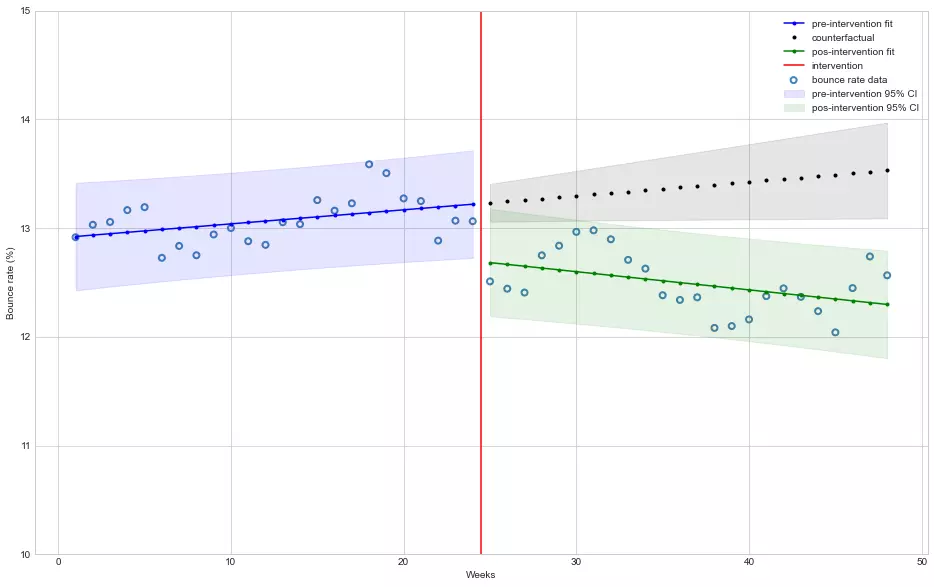 15
14
13
12
11
10
Bounce rate (%)
0
10
20
30
40
50
Weeks
pre-intervention fit
counterfactual
pos-intervention fit
intervention
bounce rate data
pre-intervention 95% CI
pos-intervention 95% CI